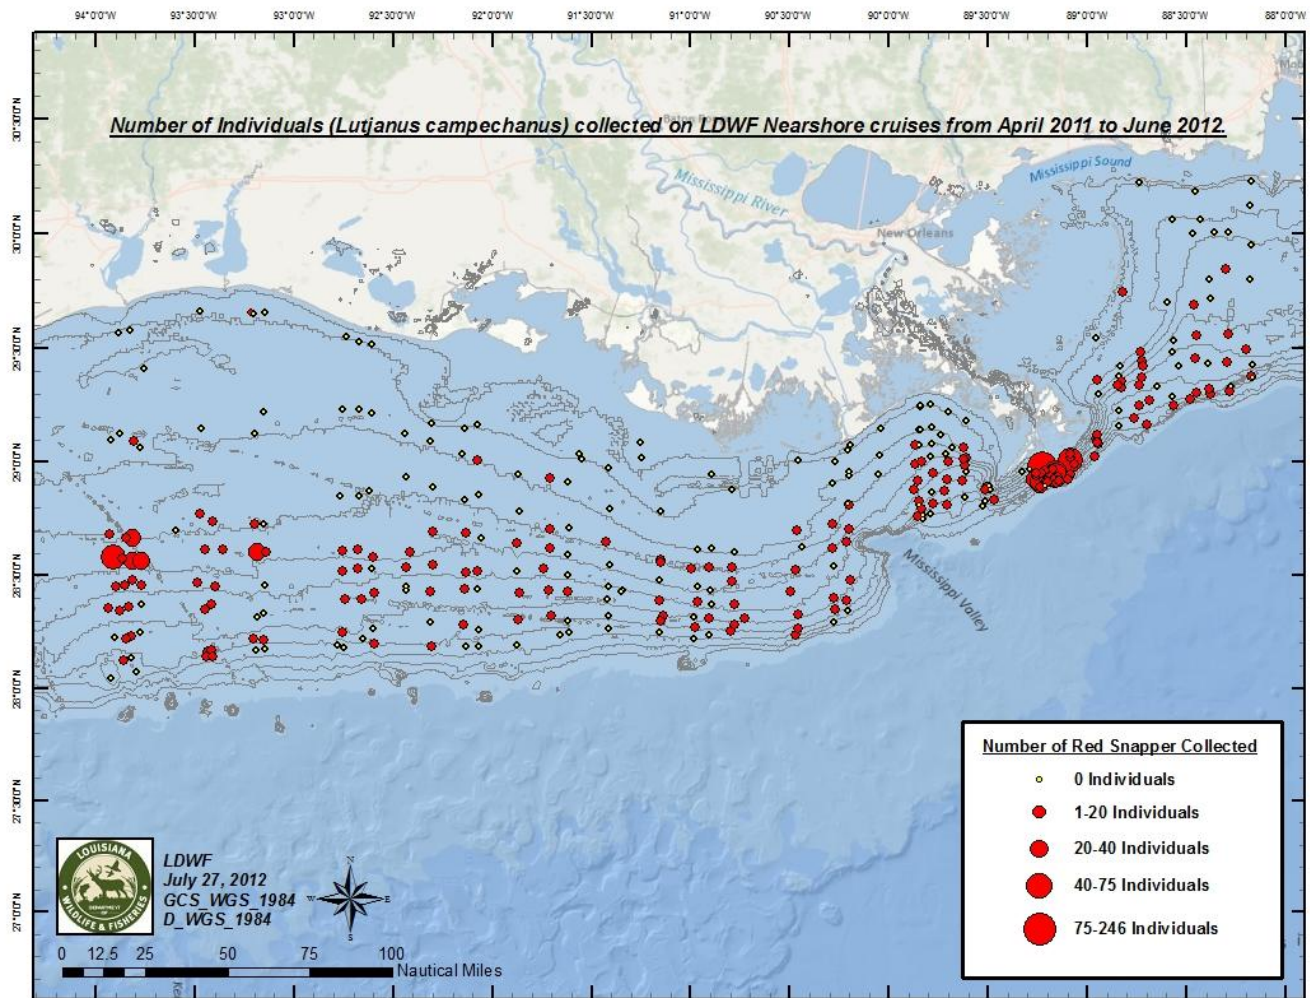 94°0'0"W 93°30'0"W 93°0'0"W 92°30'0"W 92°0'0"W 91°30'0"W 91°0'0"W 90°30'0"W 90°0'0"W 89°30'0"W 89°0'0"W 88°30'0"W 88°0'0"W
30°30'0"N
30°0'0"N
29°30'0"N
29°0'0"N
28°30'0"N
28°0'0"N
27°30'0"N
27°0'0"N
Number of Individuals (Lutjanus campechanus) collected on LDWF Nearshore cruises from April 2011 to June 2012.
Mississippi Sound
Mississippi River
New Orleans
Mississippi Valley
Number of Red Snapper Collected
0 Individuals
1-20 Individuals
20-40 Individuals
40-75 Individuals
75-246 Individuals
LOUISIANA
DEPARTMENT
OF
WILDLIFE & FISHERIES
LDWF
July 27, 2012
GCS_WGS_1984
D_WGS_1984
N
W E
S
0 12.5 25 50 75 100
Nautical Miles